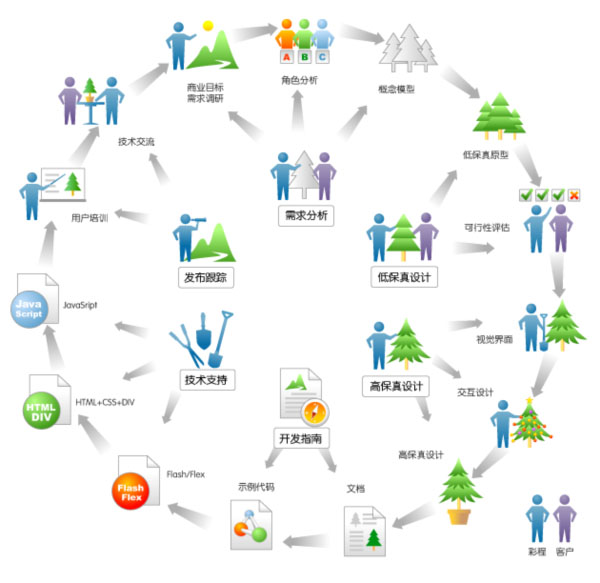 商业目标
需求调研
A B C
角色分析
概念模型
技术交流
低保真原型
用户培训
需求分析
可行性评估
发布跟踪
低保真设计
Java
Script
JavaSript
视觉界面
技术支持
高保真设计
交互设计
HTML
DIV
HTML+CSS+DIV
开发指南
高保真设计
Flash
Flex
Flash/Flex
示例代码
文档
彩程
客户